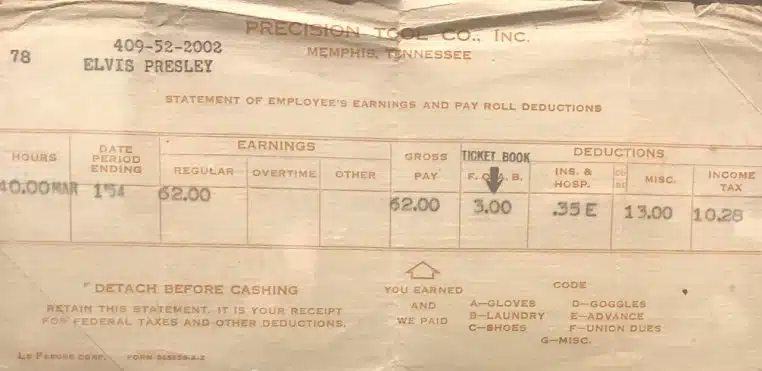 PRECISION TOOL CO., INC.
MEMPHIS, TENNESSEE
78 409-52-2002
ELVIS PRESLEY
STATEMENT OF EMPLOYEE'S EARNINGS AND PAY ROLL DEDUCTIONS
HOURS DATE PERIOD ENDING EARNINGS GROSS PAY TICKET BOOK DEDUCTIONS
REGULAR OVERTIME OTHER F. O. A. B. INS. & HOSP. MISC. INCOME TAX
40.00 MAR 1'54 62.00 62.00 3.00 .35 E 13.00 10.28
DETACH BEFORE CASHING
RETAIN THIS STATEMENT. IT IS YOUR RECEIPT
FOR FEDERAL TAXES AND OTHER DEDUCTIONS.
YOU EARNED
AND
WE PAID
CODE
A—GLOVES D—GOGGLES
B—LAUNDRY E—ADVANCE
C—SHOES F—UNION DUES
G—MISC.
LE FEBURE CORP. FORM